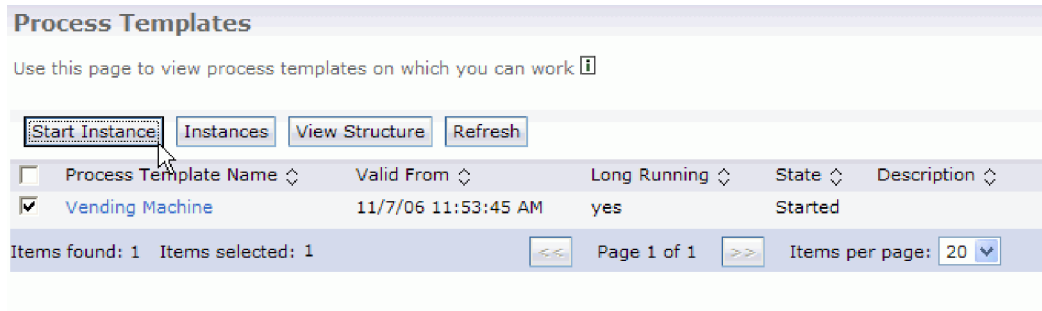 Process Templates
Use this page to view process templates on which you can work i
Start Instance Instances View Structure Refresh
Process Template Name Valid From Long Running State Description
Vending Machine 11/7/06 11:53:45 AM yes Started
Items found: 1 Items selected: 1 << Page 1 of 1 >> Items per page: 20